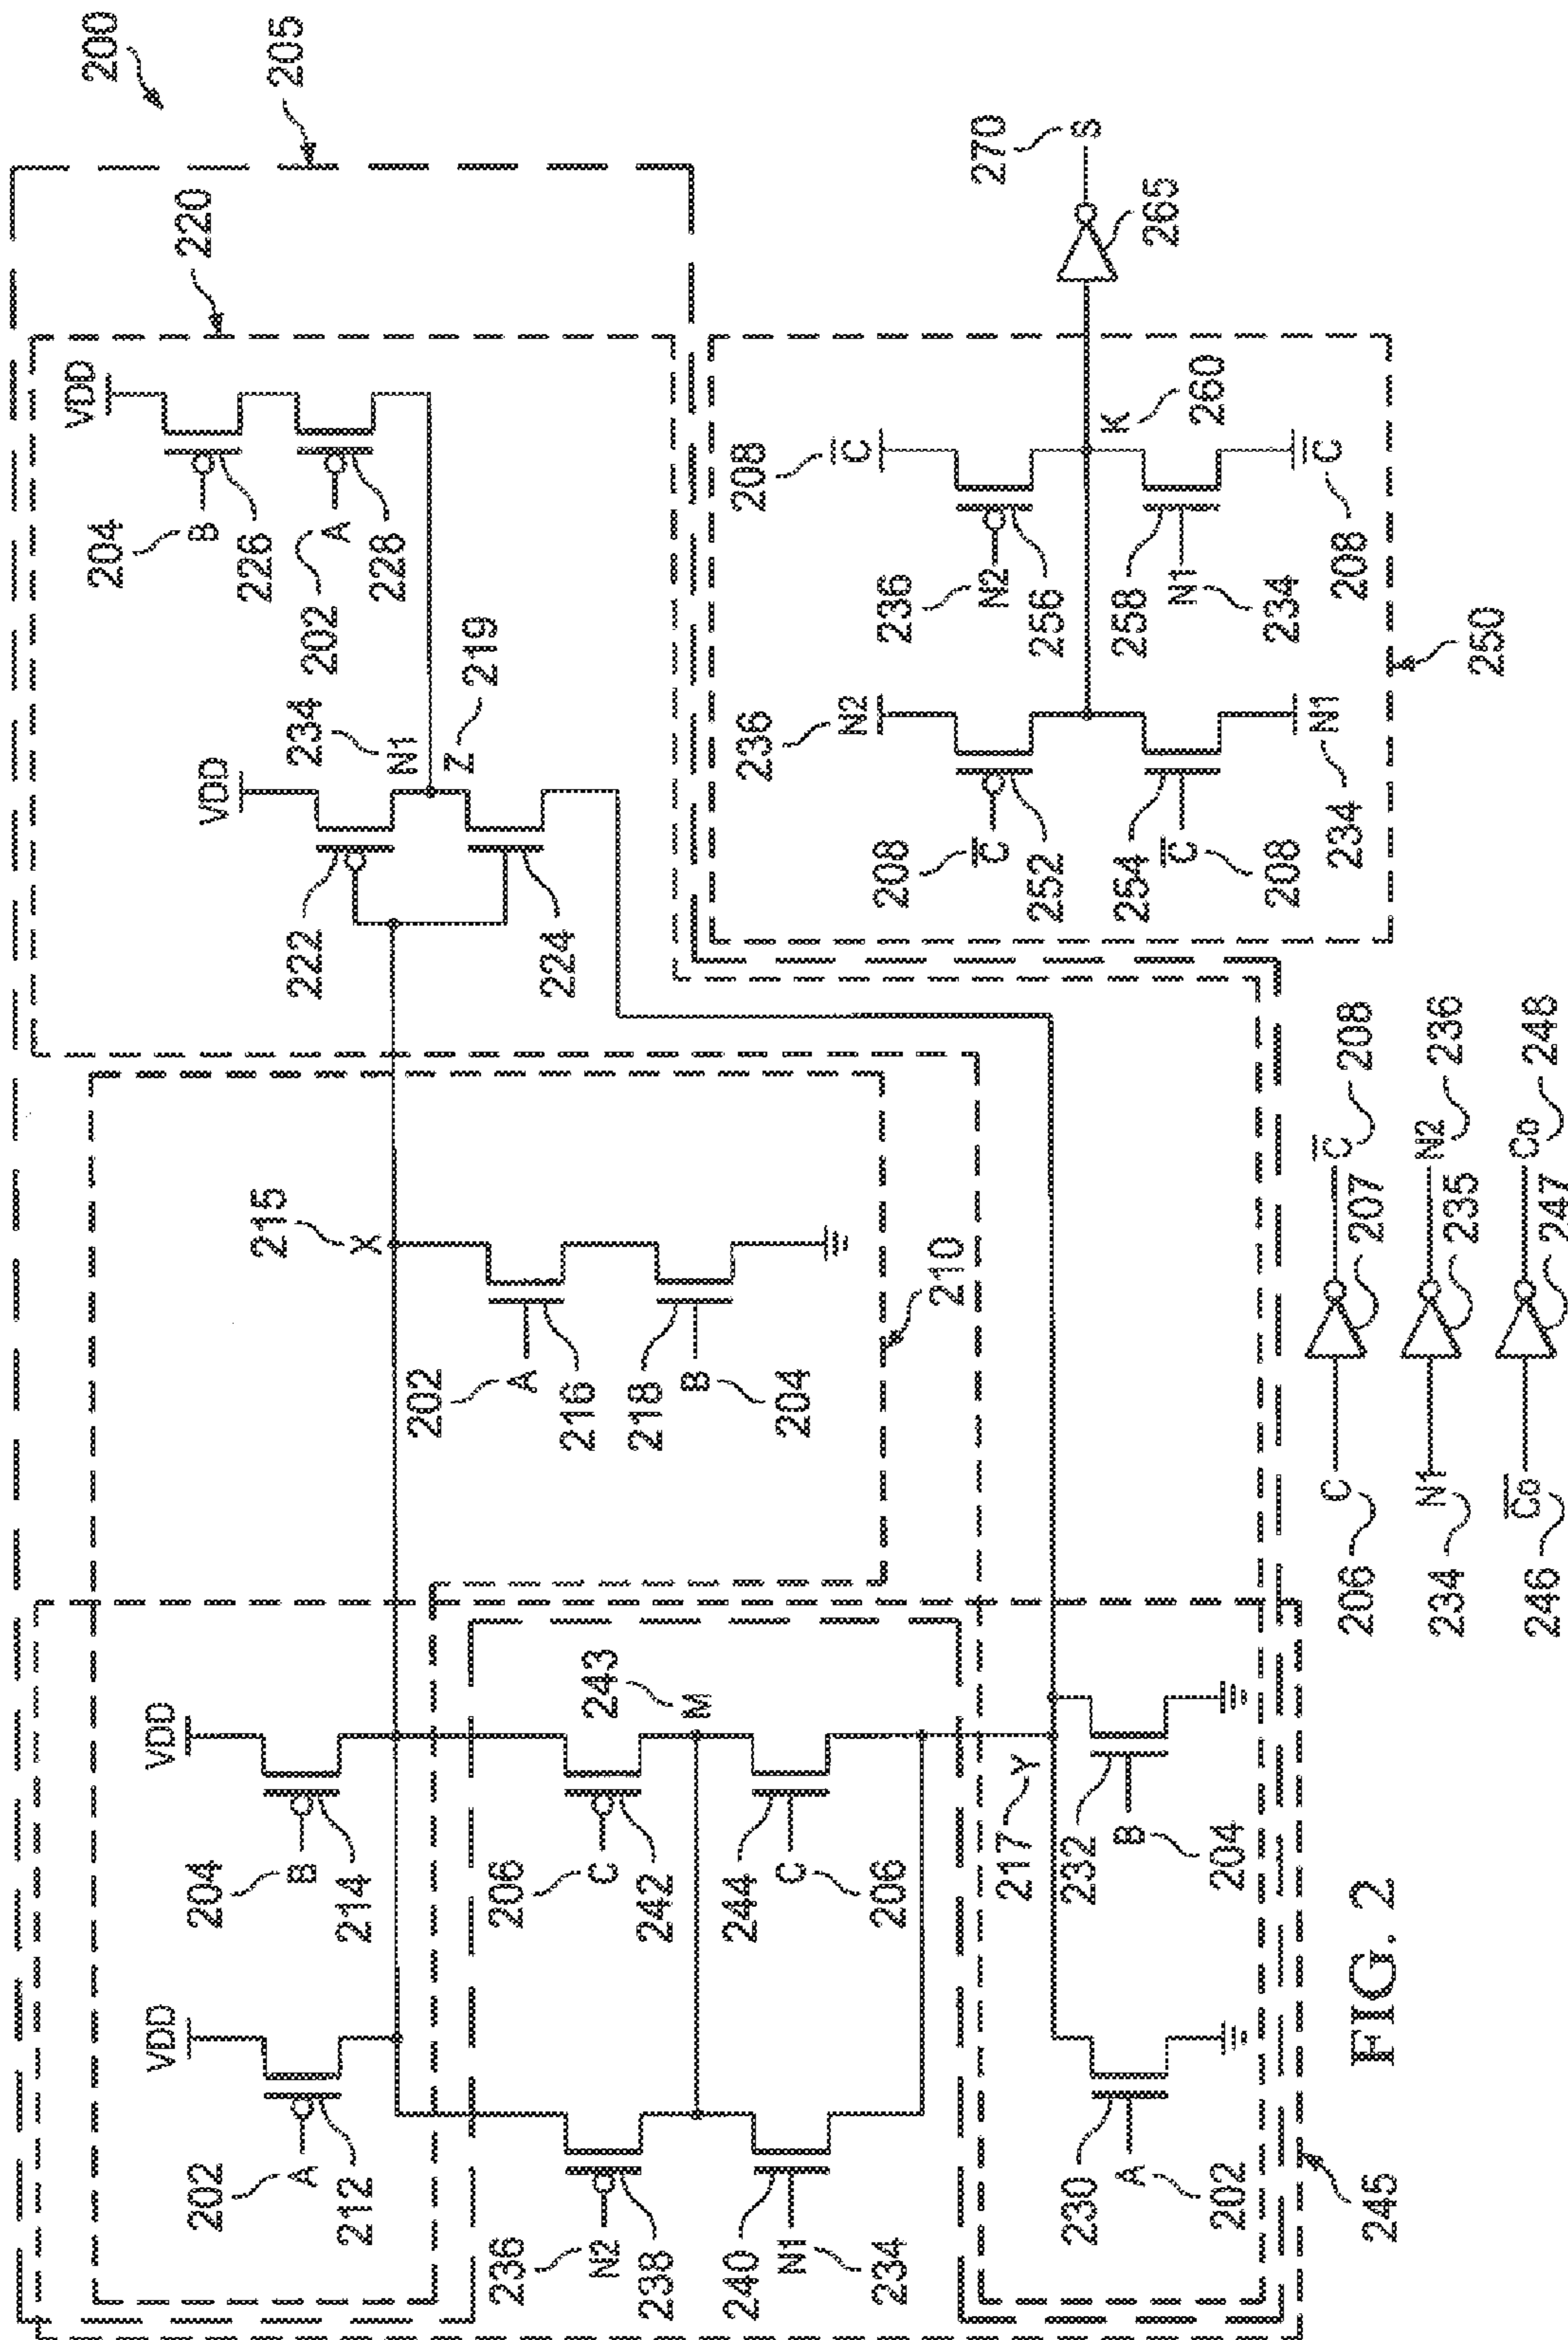 200
205
220
VDD
204
B
226
202
A
228
VDD
234
N1
Z
219
222
224
215
X
202
A
216
218
B
204
210
VDD
204
B
214
VDD
202
A
212
236
N2
238
240
N1
234
206
C
242
243
M
244
C
206
217
Y
230
A
202
232
B
204
245
236
N2
208
C̅
252
254
C̅
208
N1
234
208
C̅
236
N2
256
258
N1
234
K
260
C̅
208
250
265
270
S
206
C
207
C̅
208
234
N1
235
N2
236
246
C̅o̅
247
Co
248
FIG. 2